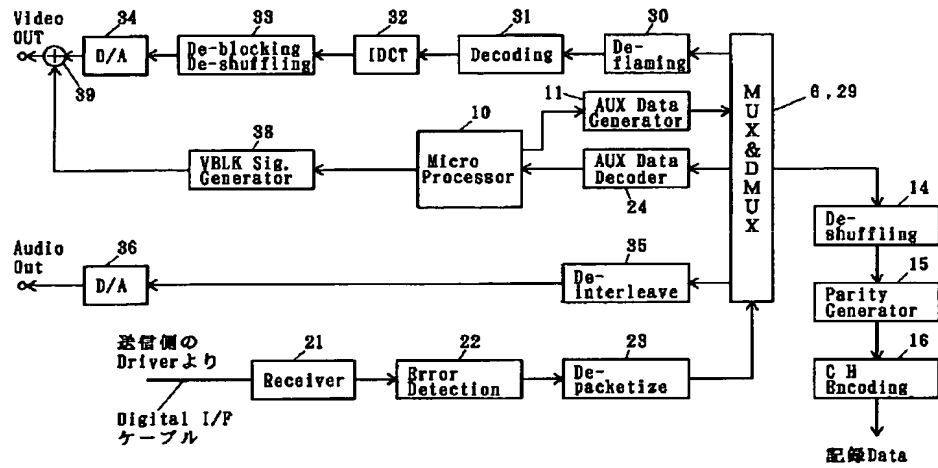 Video
OUT
34
D/A
39
33
De-blocking
De-shuffling
32
IDCT
31
Decoding
30
De-
flaming
MUX&DMUX
6,29
11
AUX Data
Generator
10
Micro
Processor
38
VBLK Sig.
Generator
AUX Data
Decoder
24
14
De-
shuffling
Audio
Out
36
D/A
35
De-
interleave
15
Parity
Generator
送信側の
Driverより
21
Receiver
22
Error
Detection
23
De-
packetize
16
C H
Encoding
Digital I/F
ケーブル
記録Data